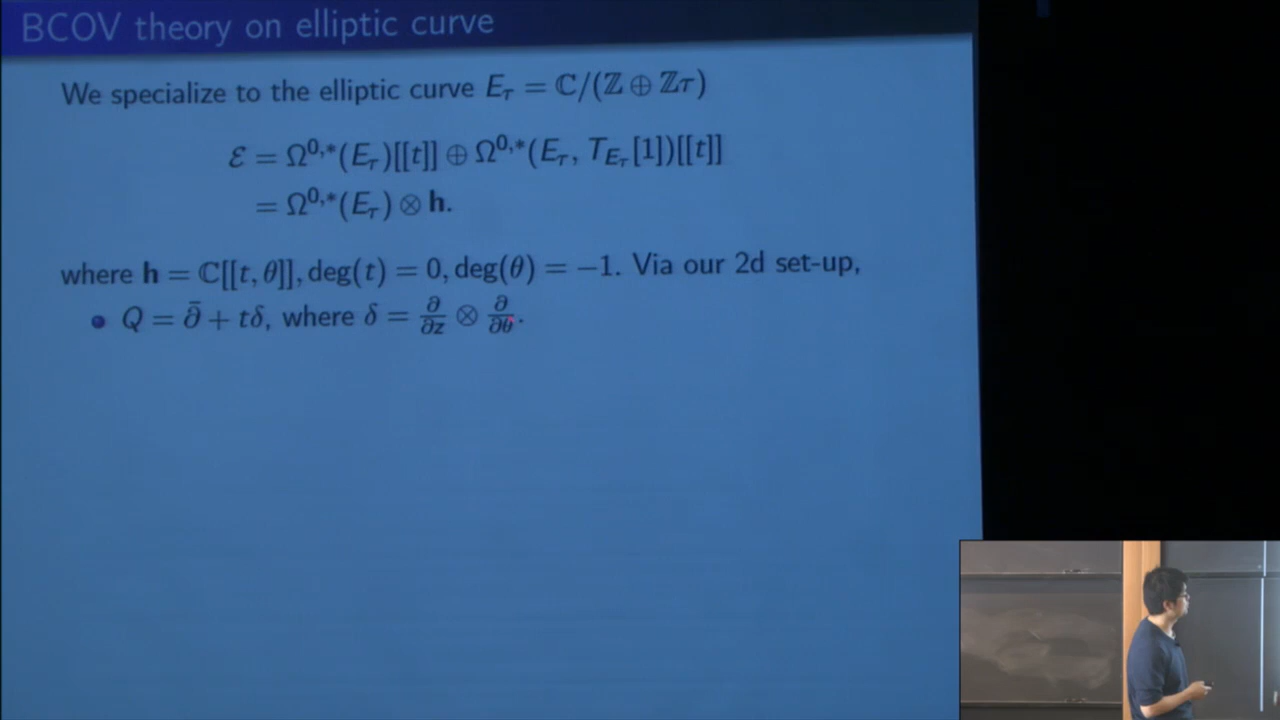 BCOV theory on elliptic curve
We specialize to the elliptic curve E_τ = ℂ/(ℤ ⊕ ℤτ)
ℰ = Ω^{0,*}(E_τ)[[t]] ⊕ Ω^{0,*}(E_τ, T_{E_τ}[1])[[t]]
= Ω^{0,*}(E_τ) ⊗ 𝐡.
where 𝐡 = ℂ[[t, θ]], deg(t) = 0, deg(θ) = −1. Via our 2d set-up,
• Q = ∂̄ + tδ, where δ = ∂/∂z ⊗ ∂/∂θ.